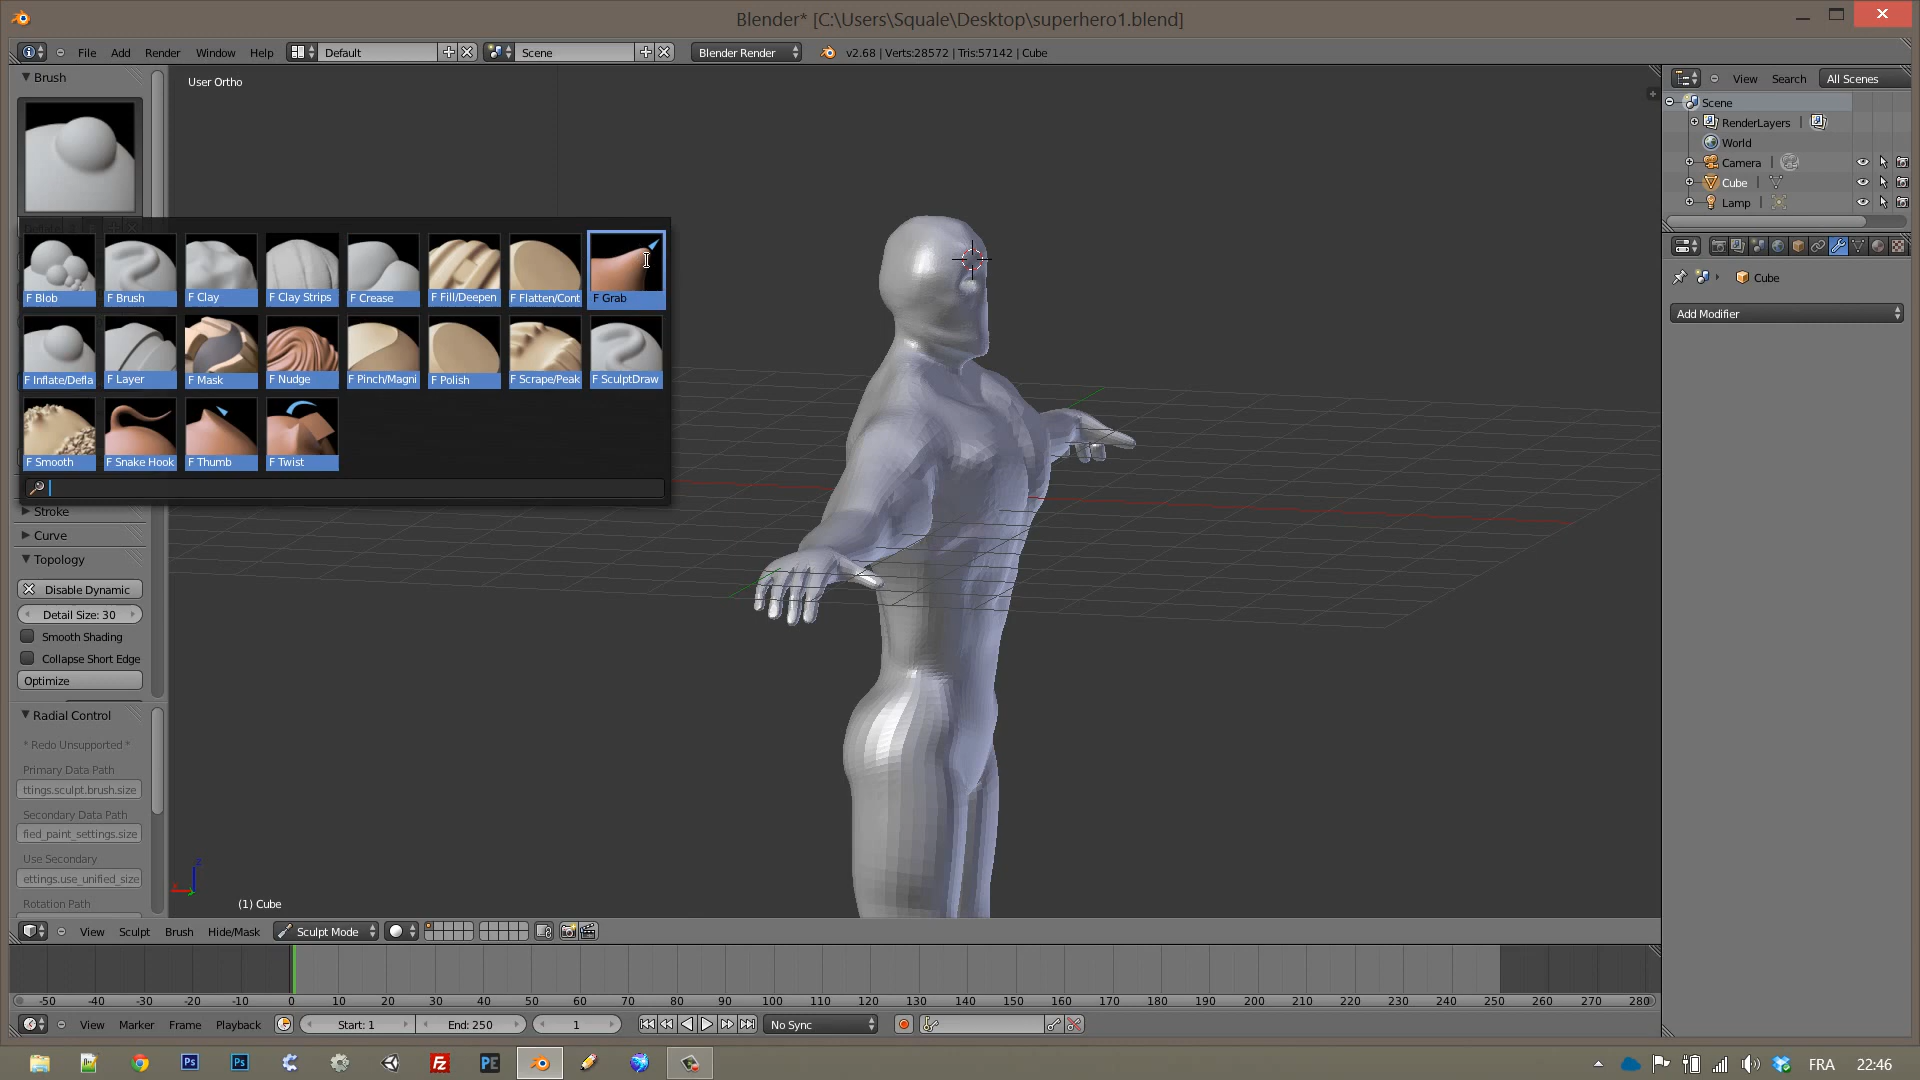 Blender* [C:\Users\Squale\Desktop\superhero1.blend]
File Add Render Window Help Default Scene Blender Render v2.68 | Verts:28572 | Tris:57142 | Cube
Brush
User Ortho
View Search All Scenes
Scene
RenderLayers
World
Camera
Cube
Lamp
Cube
Add Modifier
F Blob F Brush F Clay F Clay Strips F Crease F Fill/Deepen F Flatten/Cont F Grab
F Inflate/Defla F Layer F Mask F Nudge F Pinch/Magni F Polish F Scrape/Peak F SculptDraw
F Smooth F Snake Hook F Thumb F Twist
Stroke
Curve
Topology
Disable Dynamic
Detail Size: 30
Smooth Shading
Collapse Short Edge
Optimize
Radial Control
* Redo Unsupported *
Primary Data Path
ttings.sculpt.brush.size
Secondary Data Path
fied_paint_settings.size
Use Secondary
ettings.use_unified_size
Rotation Path
(1) Cube
View Sculpt Brush Hide/Mask Sculpt Mode
-50 -40 -30 -20 -10 0 10 20 30 40 50 60 70 80 90 100 110 120 130 140 150 160 170 180 190 200 210 220 230 240 250 260 270 280
View Marker Frame Playback Start: 1 End: 250 1 No Sync
Ps Ps Fz PE FRA 22:46